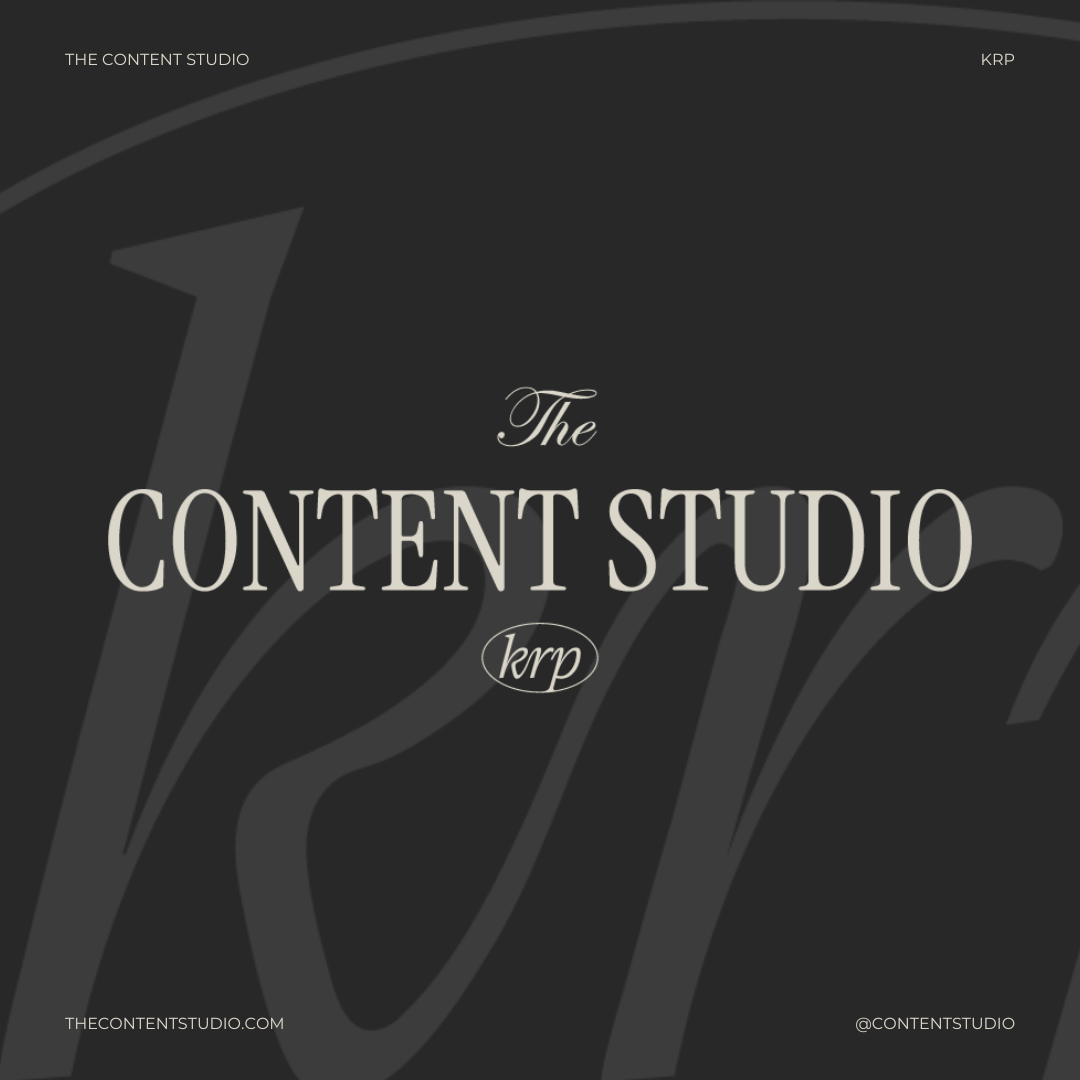 THE CONTENT STUDIO
KRP
The
CONTENT STUDIO
krp
THECONTENTSTUDIO.COM
@CONTENTSTUDIO